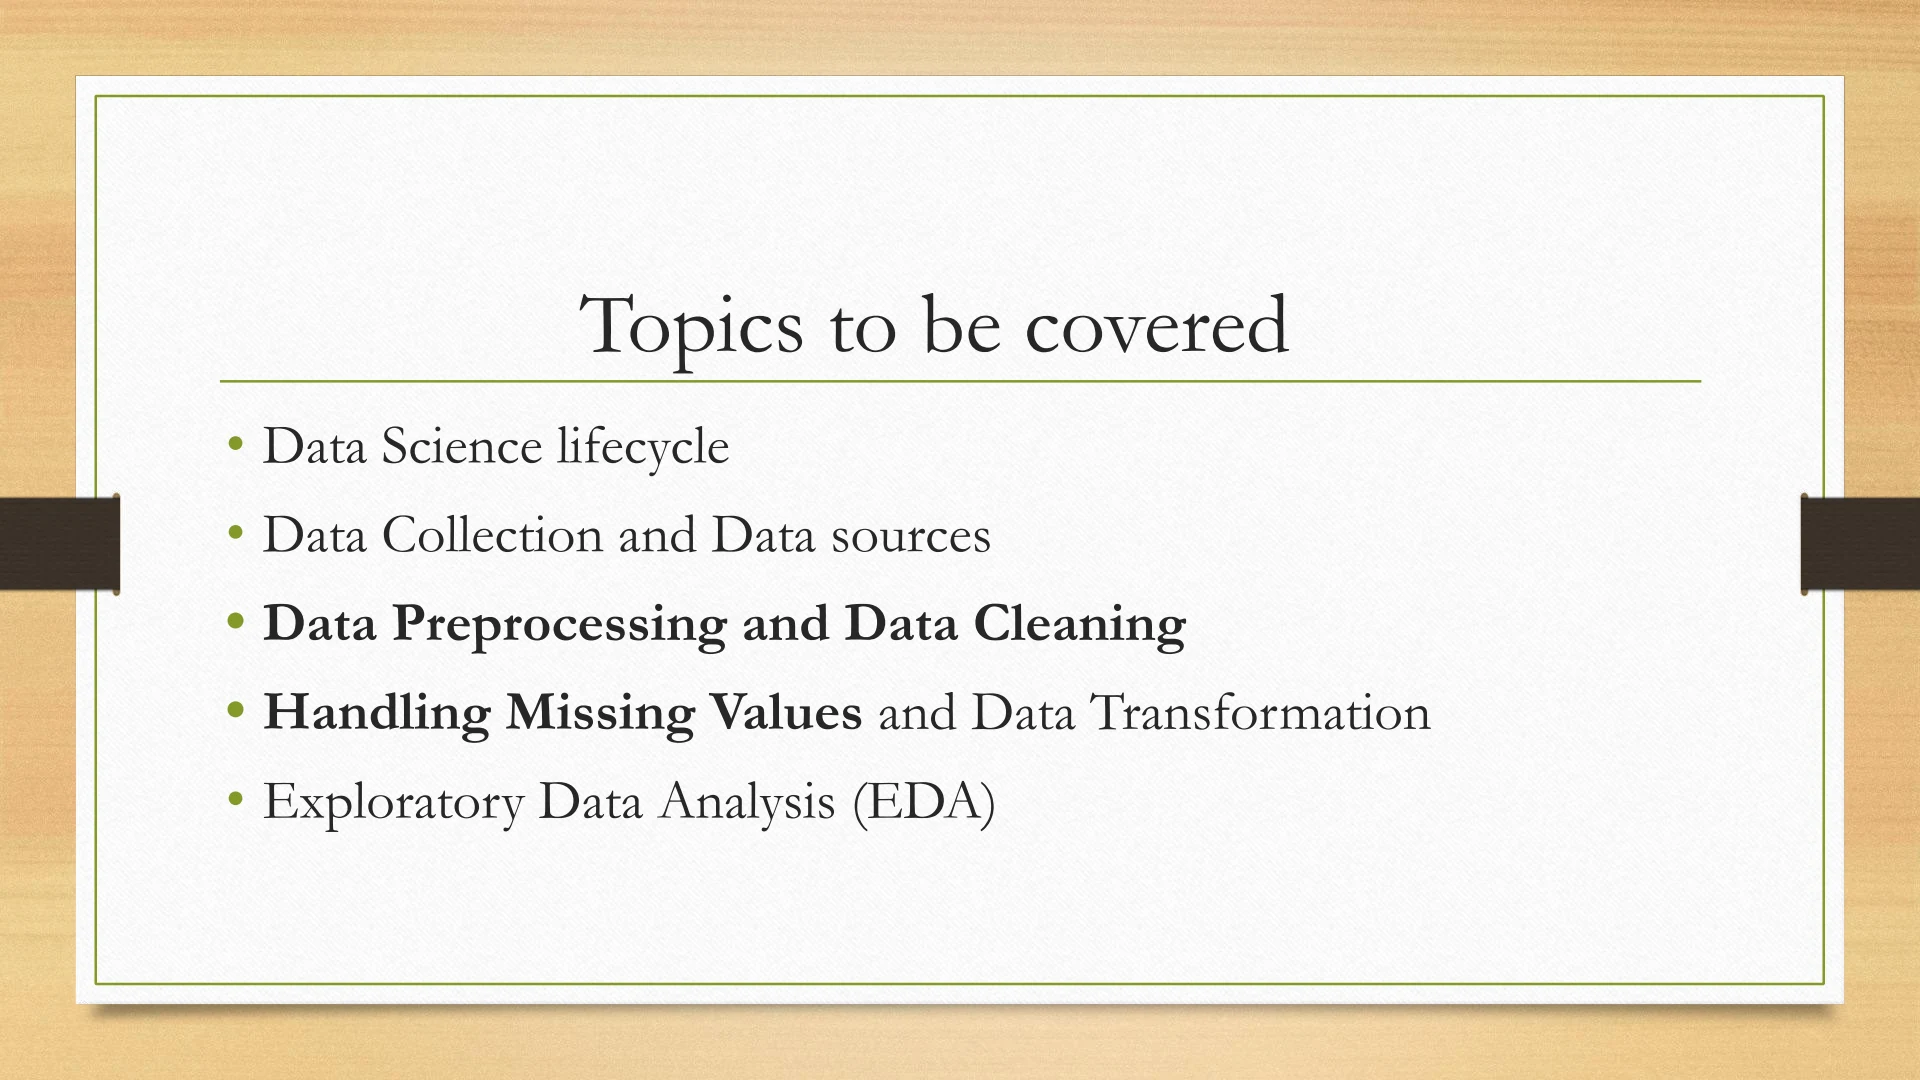 Topics to be covered
• Data Science lifecycle
• Data Collection and Data sources
• Data Preprocessing and Data Cleaning
• Handling Missing Values and Data Transformation
• Exploratory Data Analysis (EDA)